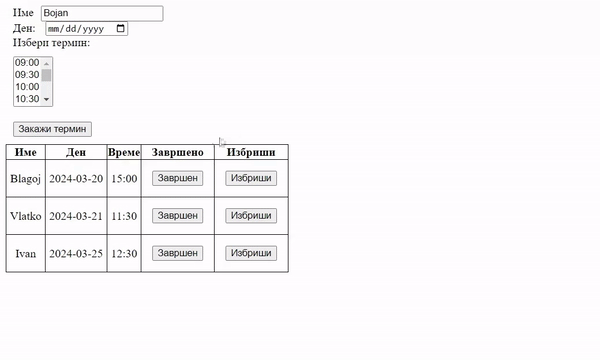 Име Bojan
Ден: mm/dd/yyyy
Избери термин:
09:00
09:30
10:00
10:30
Закажи термин
Име Ден Време Завршено Избриши
Blagoj 2024-03-20 15:00 Завршен Избриши
Vlatko 2024-03-21 11:30 Завршен Избриши
Ivan 2024-03-25 12:30 Завршен Избриши